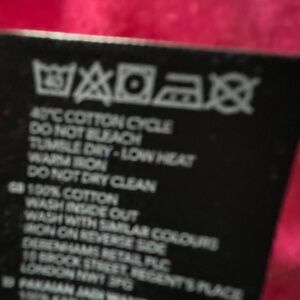 40
40°C COTTON CYCLE
DO NOT BLEACH
TUMBLE DRY - LOW HEAT
WARM IRON
DO NOT DRY CLEAN
GB 100% COTTON
WASH INSIDE OUT
WASH WITH SIMILAR COLOURS
IRON ON REVERSE SIDE
DEBENHAMS RETAIL PLC
10 BROCK STREET, REGENT'S PLACE
LONDON NW1 3FG